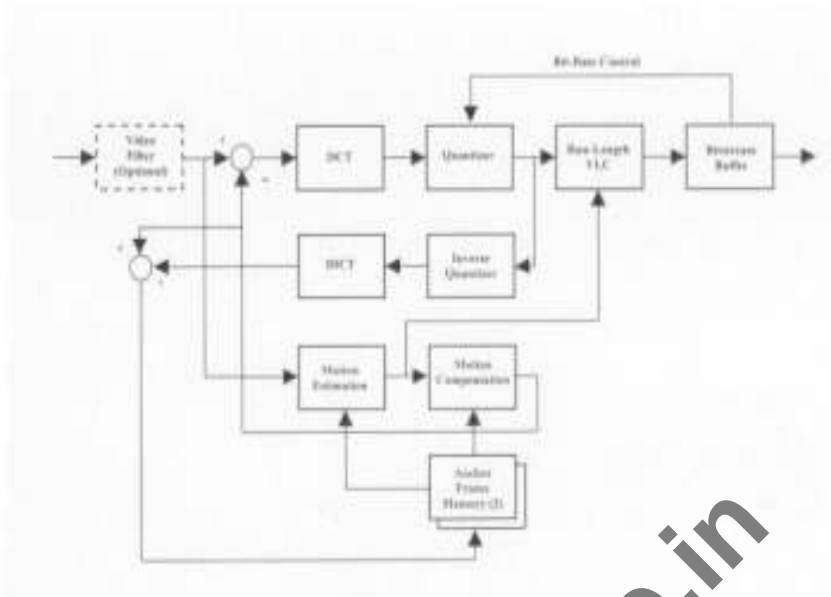 Bit-Rate Control
Video
Filter
(Optional)
+
-
DCT
Quantizer
Run-Length
VLC
Bitstream
Buffer
+
+
IDCT
Inverse
Quantizer
Motion
Estimation
Motion
Compensation
Anchor
Frame
Memory (2)
.in